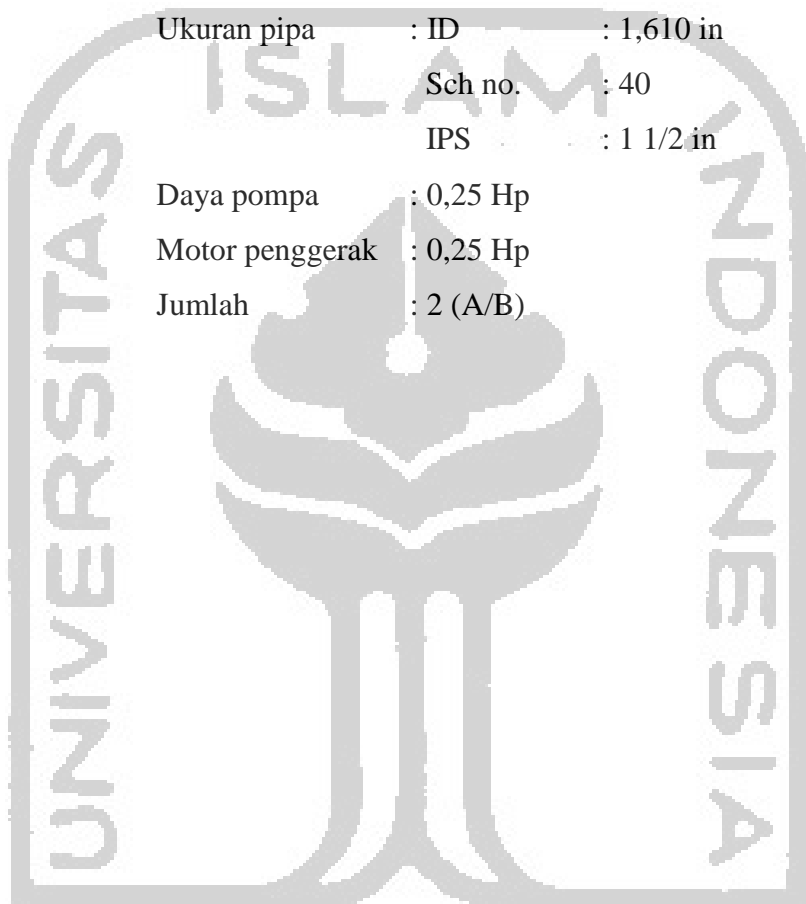 Ukuran pipa : ID : 1,610 in
Sch no. : 40
IPS : 1 1/2 in
Daya pompa : 0,25 Hp
Motor penggerak : 0,25 Hp
Jumlah : 2 (A/B)
ISLAM
UNIVERSITAS
INDONESIA